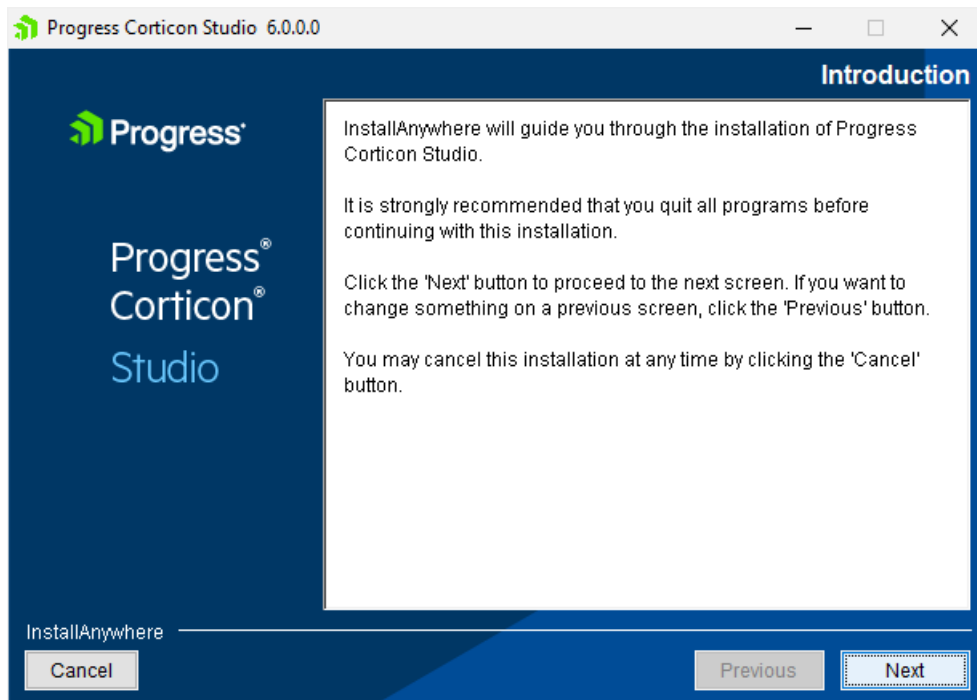 Progress Corticon Studio 6.0.0.0
Introduction
Progress
Progress®
Corticon®
Studio
InstallAnywhere will guide you through the installation of Progress
Corticon Studio.
It is strongly recommended that you quit all programs before
continuing with this installation.
Click the 'Next' button to proceed to the next screen. If you want to
change something on a previous screen, click the 'Previous' button.
You may cancel this installation at any time by clicking the 'Cancel'
button.
InstallAnywhere
Cancel
Previous
Next